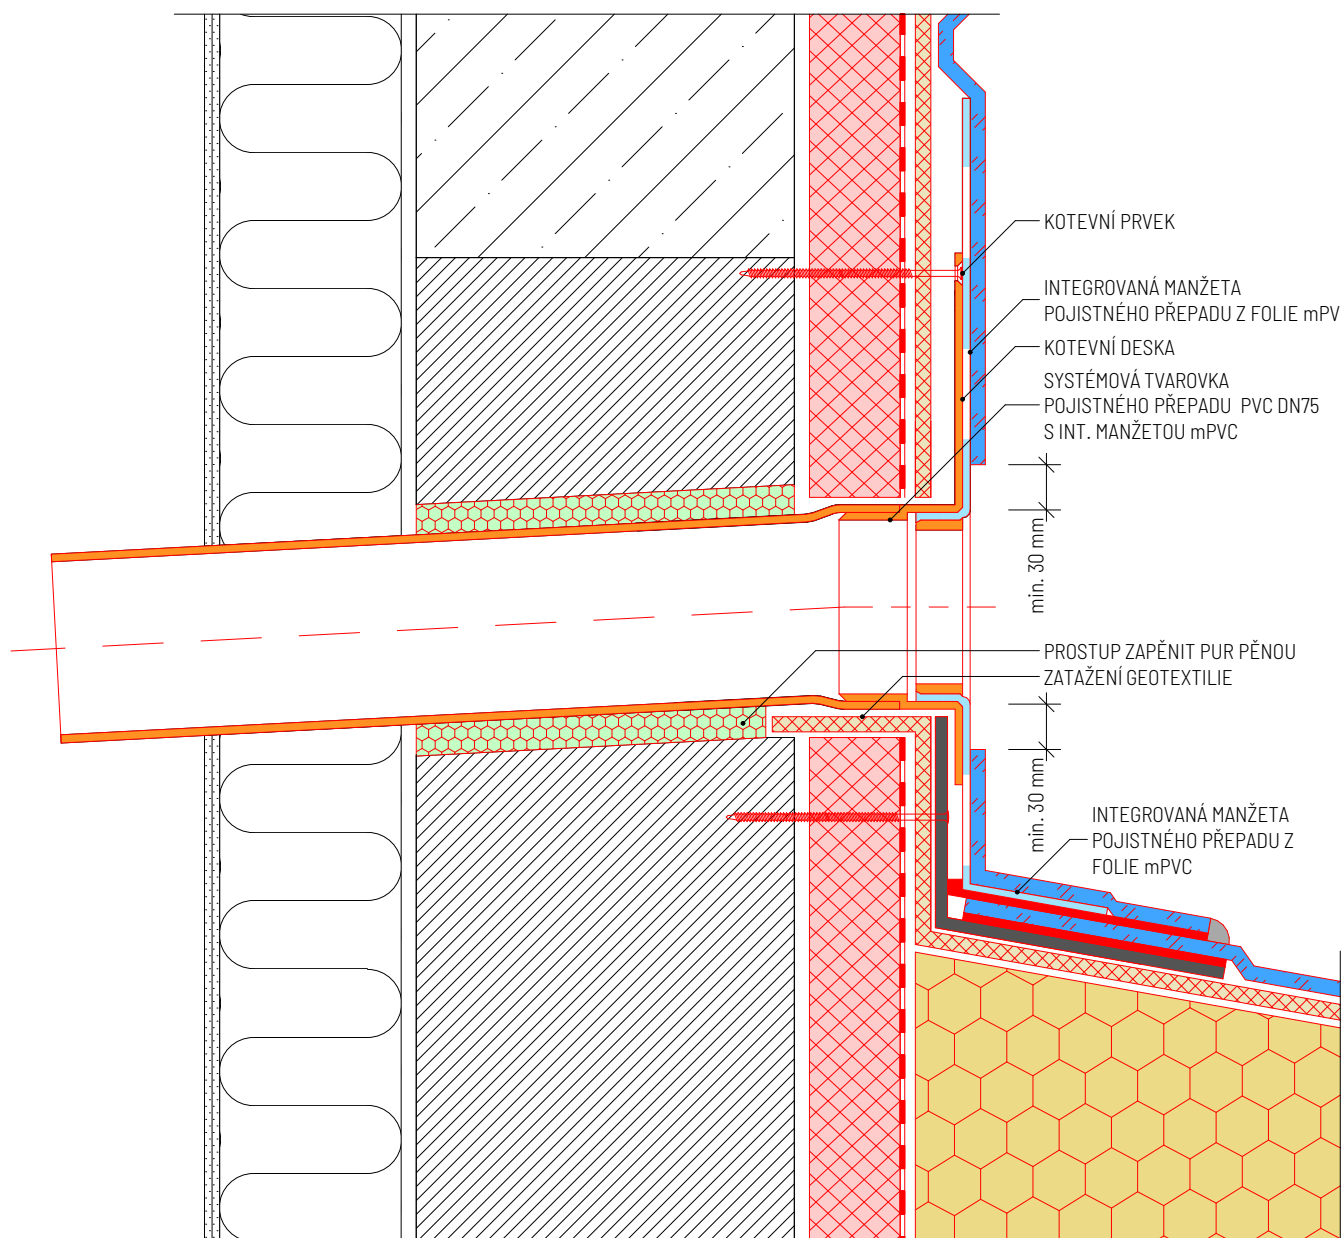 KOTEVNÍ PRVEK
INTEGROVANÁ MANŽETA
POJISTNÉHO PŘEPADU Z FOLIE mPV
KOTEVNÍ DESKA
SYSTÉMOVÁ TVAROVKA
POJISTNÉHO PŘEPADU PVC DN75
S INT. MANŽETOU mPVC
min. 30 mm
PROSTUP ZAPĚNIT PUR PĚNOU
ZATAŽENÍ GEOTEXTILIE
min. 30 mm
INTEGROVANÁ MANŽETA
POJISTNÉHO PŘEPADU Z
FOLIE mPVC